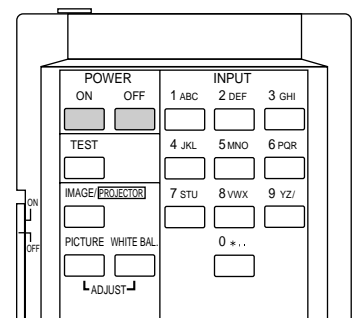 POWER INPUT
ON OFF 1 ABC 2 DEF 3 GHI
TEST 4 JKL 5 MNO 6 PQR
IMAGE/PROJECTOR 7 STU 8 VWX 9 YZ/
ON
OFF
PICTURE WHITE BAL. 0 *..
ADJUST